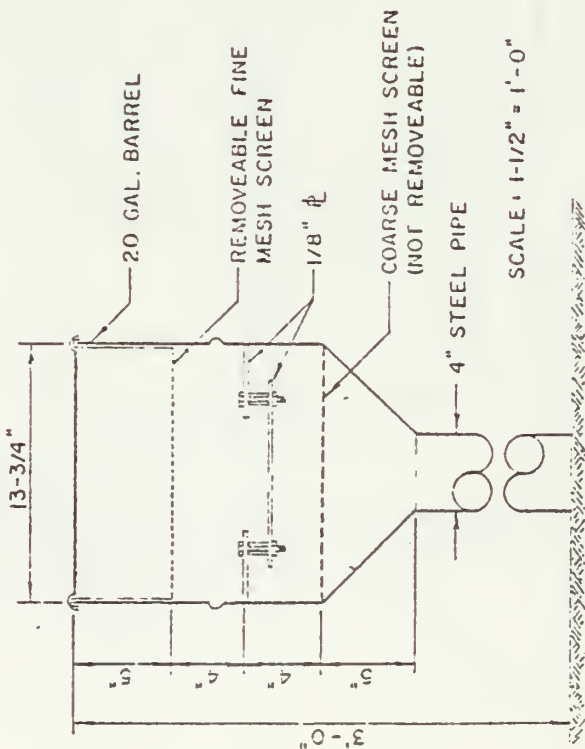 13-3/4"
20 GAL. BARREL
REMOVEABLE FINE
MESH SCREEN
1/8" ⅊
COARSE MESH SCREEN
(NOT REMOVEABLE)
4" STEEL PIPE
SCALE: 1-1/2" = 1'-0"
5"
4"
4"
5"
3'-0"